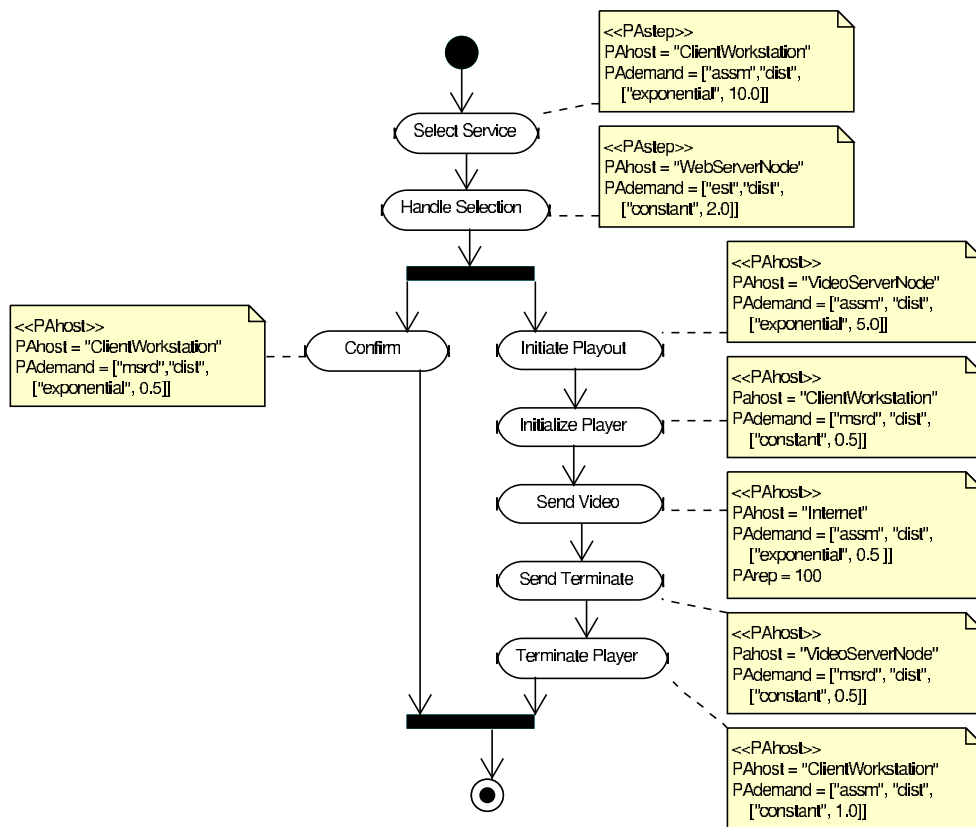 <<PAstep>>
PAhost = "ClientWorkstation"
PAdemand = ["assm","dist",
["exponential", 10.0]]
Select Service
<<PAstep>>
PAhost = "WebServerNode"
PAdemand = ["est","dist",
["constant", 2.0]]
Handle Selection
<<PAhost>>
PAhost = "VideoServerNode"
PAdemand = ["assm", "dist",
["exponential", 5.0]]
<<PAhost>>
PAhost = "ClientWorkstation"
PAdemand = ["msrd","dist",
["exponential", 0.5]]
Confirm
Initiate Playout
<<PAhost>>
Pahost = "ClientWorkstation"
PAdemand = ["msrd", "dist",
["constant", 0.5]]
Initialize Player
<<PAhost>>
PAhost = "Internet"
PAdemand = ["assm", "dist",
["exponential", 0.5 ]]
PArep = 100
Send Video
Send Terminate
<<PAhost>>
Pahost = "VideoServerNode"
PAdemand = ["msrd", "dist",
["constant", 0.5]]
Terminate Player
<<PAhost>>
PAhost = "ClientWorkstation"
PAdemand = ["assm", "dist",
["constant", 1.0]]